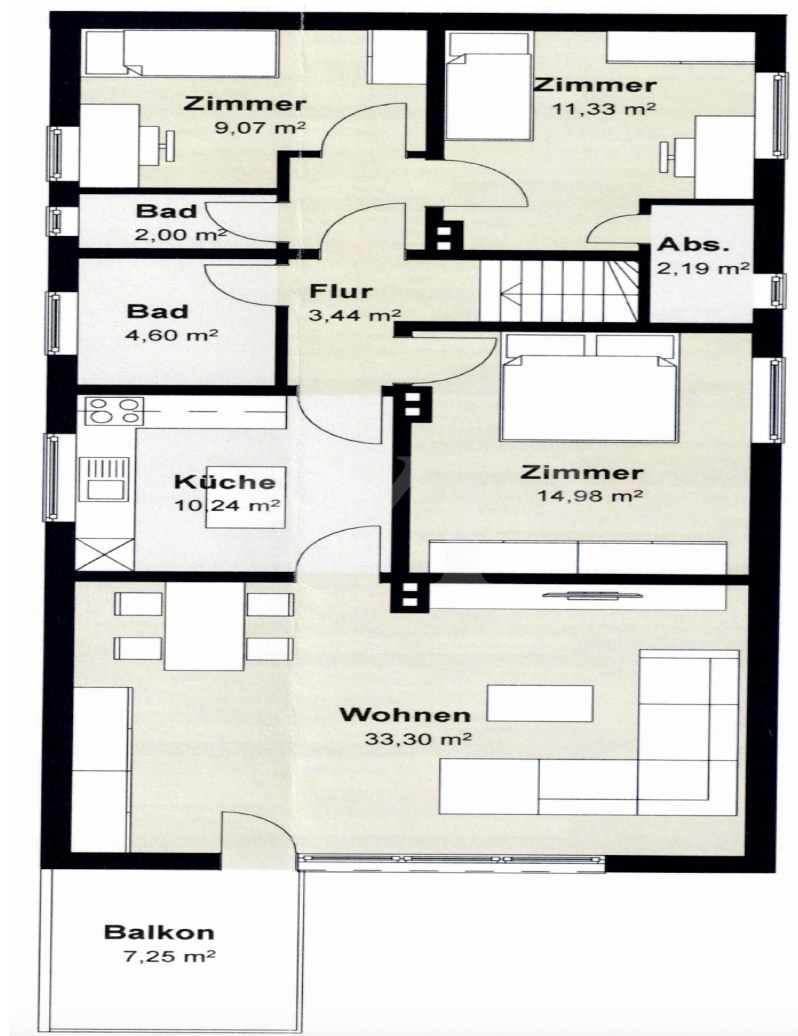 Zimmer
9,07 m²
Zimmer
11,33 m²
Bad
2,00 m²
Abs.
2,19 m²
Flur
3,44 m²
Bad
4,60 m²
Zimmer
14,98 m²
Küche
10,24 m²
Wohnen
33,30 m²
Balkon
7,25 m²